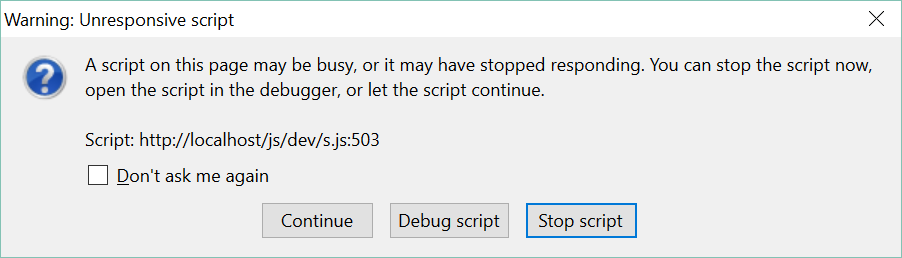 Warning: Unresponsive script
A script on this page may be busy, or it may have stopped responding. You can stop the script now,
open the script in the debugger, or let the script continue.
Script: http://localhost/js/dev/s.js:503
Don't ask me again
Continue Debug script Stop script